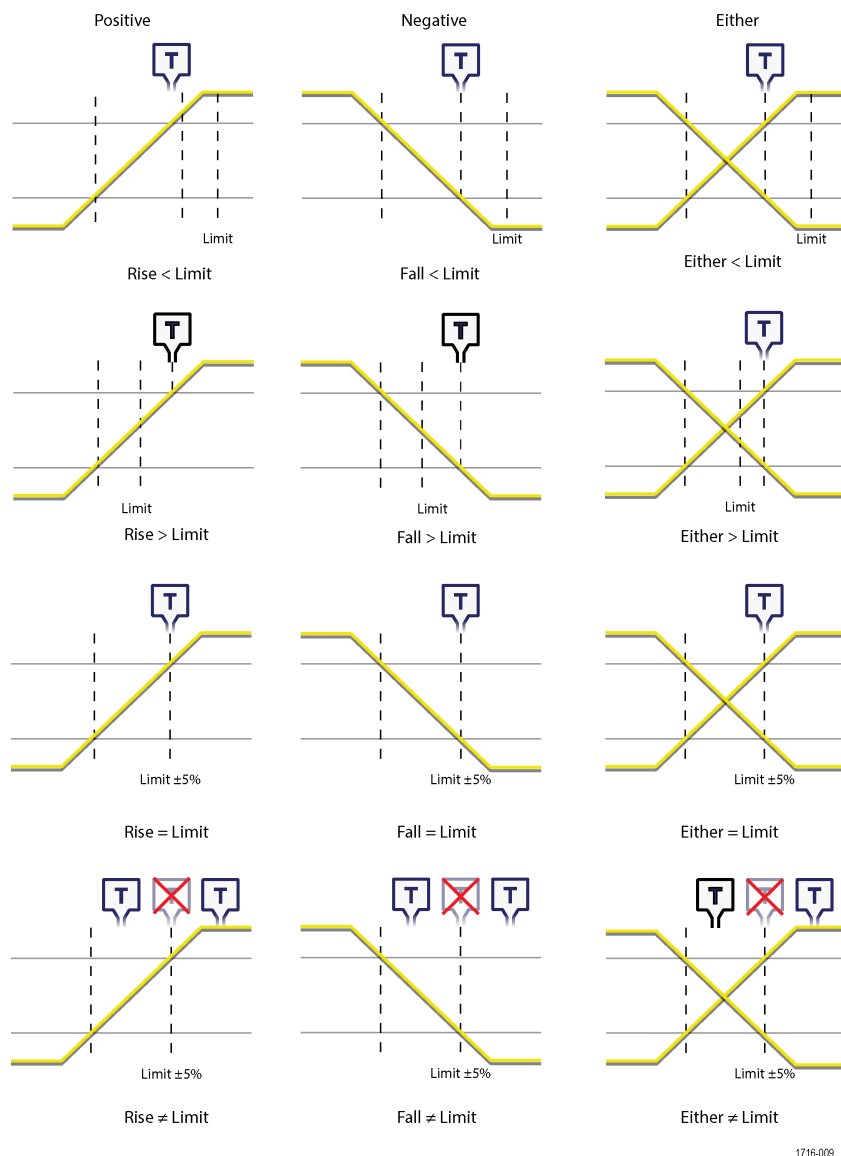 Positive Negative Either
T T T
Limit Limit Limit
Rise < Limit Fall < Limit Either < Limit
T T T
Limit Limit Limit
Rise > Limit Fall > Limit Either > Limit
T T T
Limit ±5% Limit ±5% Limit ±5%
Rise = Limit Fall = Limit Either = Limit
T T T T T T T T T
Limit ±5% Limit ±5% Limit ±5%
Rise ≠ Limit Fall ≠ Limit Either ≠ Limit
1716-009